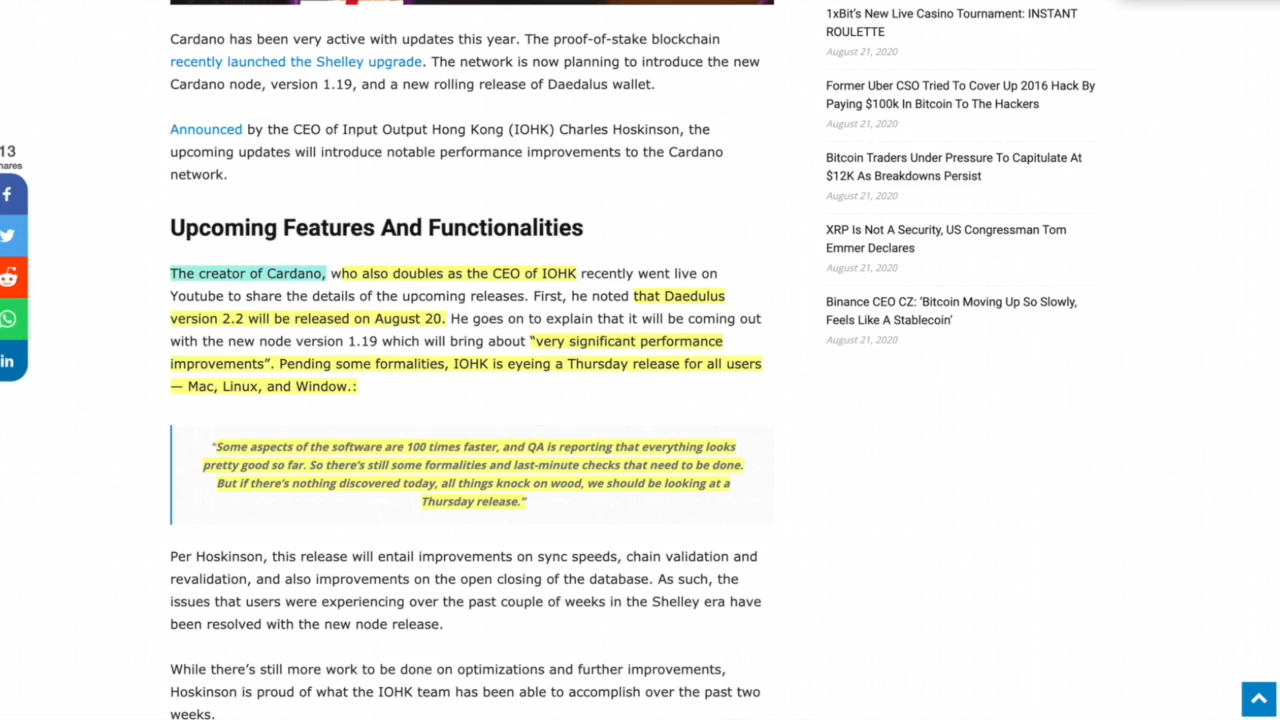 Cardano has been very active with updates this year. The proof-of-stake blockchain
recently launched the Shelley upgrade. The network is now planning to introduce the new
Cardano node, version 1.19, and a new rolling release of Daedalus wallet.
Announced by the CEO of Input Output Hong Kong (IOHK) Charles Hoskinson, the
upcoming updates will introduce notable performance improvements to the Cardano
network.
Upcoming Features And Functionalities
The creator of Cardano, who also doubles as the CEO of IOHK recently went live on
Youtube to share the details of the upcoming releases. First, he noted that Daedulus
version 2.2 will be released on August 20. He goes on to explain that it will be coming out
with the new node version 1.19 which will bring about “very significant performance
improvements”. Pending some formalities, IOHK is eyeing a Thursday release for all users
— Mac, Linux, and Window.:
“Some aspects of the software are 100 times faster, and QA is reporting that everything looks
pretty good so far. So there’s still some formalities and last-minute checks that need to be done.
But if there’s nothing discovered today, all things knock on wood, we should be looking at a
Thursday release.”
Per Hoskinson, this release will entail improvements on sync speeds, chain validation and
revalidation, and also improvements on the open closing of the database. As such, the
issues that users were experiencing over the past couple of weeks in the Shelley era have
been resolved with the new node release.
While there’s still more work to be done on optimizations and further improvements,
Hoskinson is proud of what the IOHK team has been able to accomplish over the past two
weeks.
13
hares
f
in
1xBit’s New Live Casino Tournament: INSTANT
ROULETTE
August 21, 2020
Former Uber CSO Tried To Cover Up 2016 Hack By
Paying $100k In Bitcoin To The Hackers
August 21, 2020
Bitcoin Traders Under Pressure To Capitulate At
$12K As Breakdowns Persist
August 21, 2020
XRP Is Not A Security, US Congressman Tom
Emmer Declares
August 21, 2020
Binance CEO CZ: ‘Bitcoin Moving Up So Slowly,
Feels Like A Stablecoin’
August 21, 2020